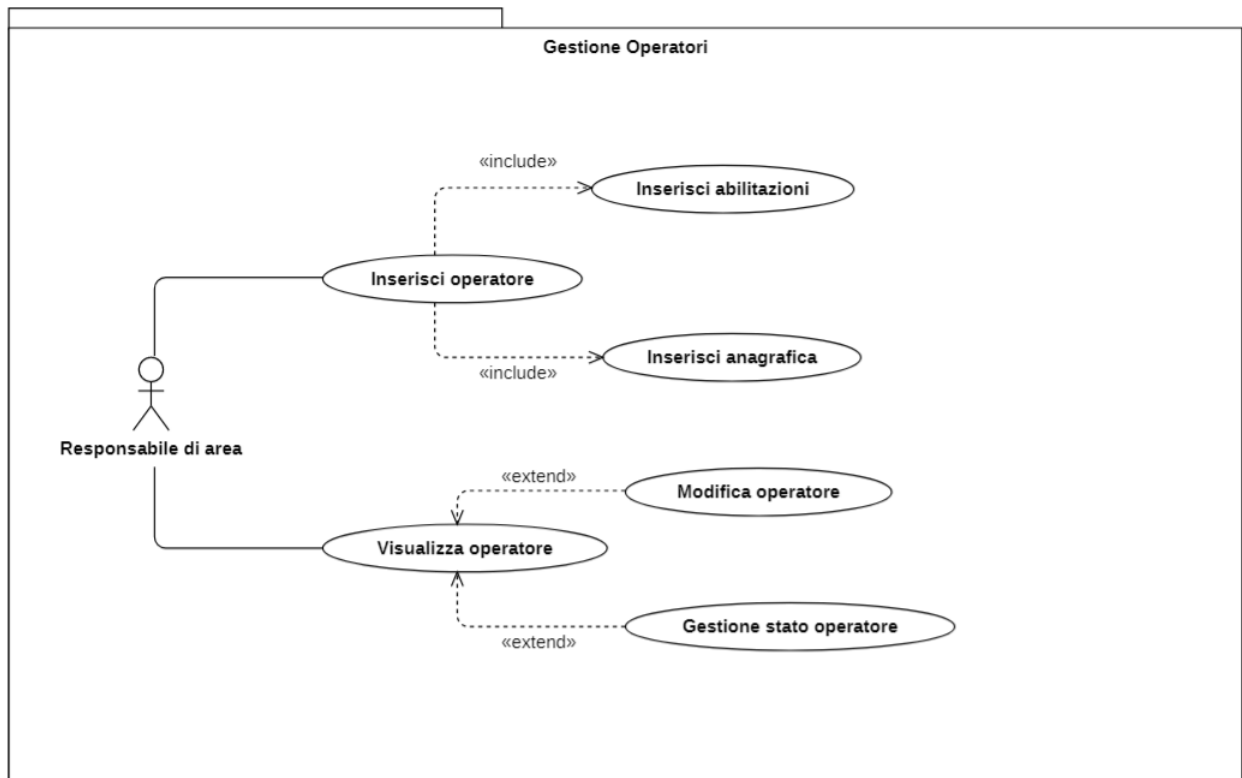 Gestione Operatori
«include»
Inserisci abilitazioni
Inserisci operatore
Inserisci anagrafica
«include»
Responsabile di area
«extend»
Modifica operatore
Visualizza operatore
Gestione stato operatore
«extend»